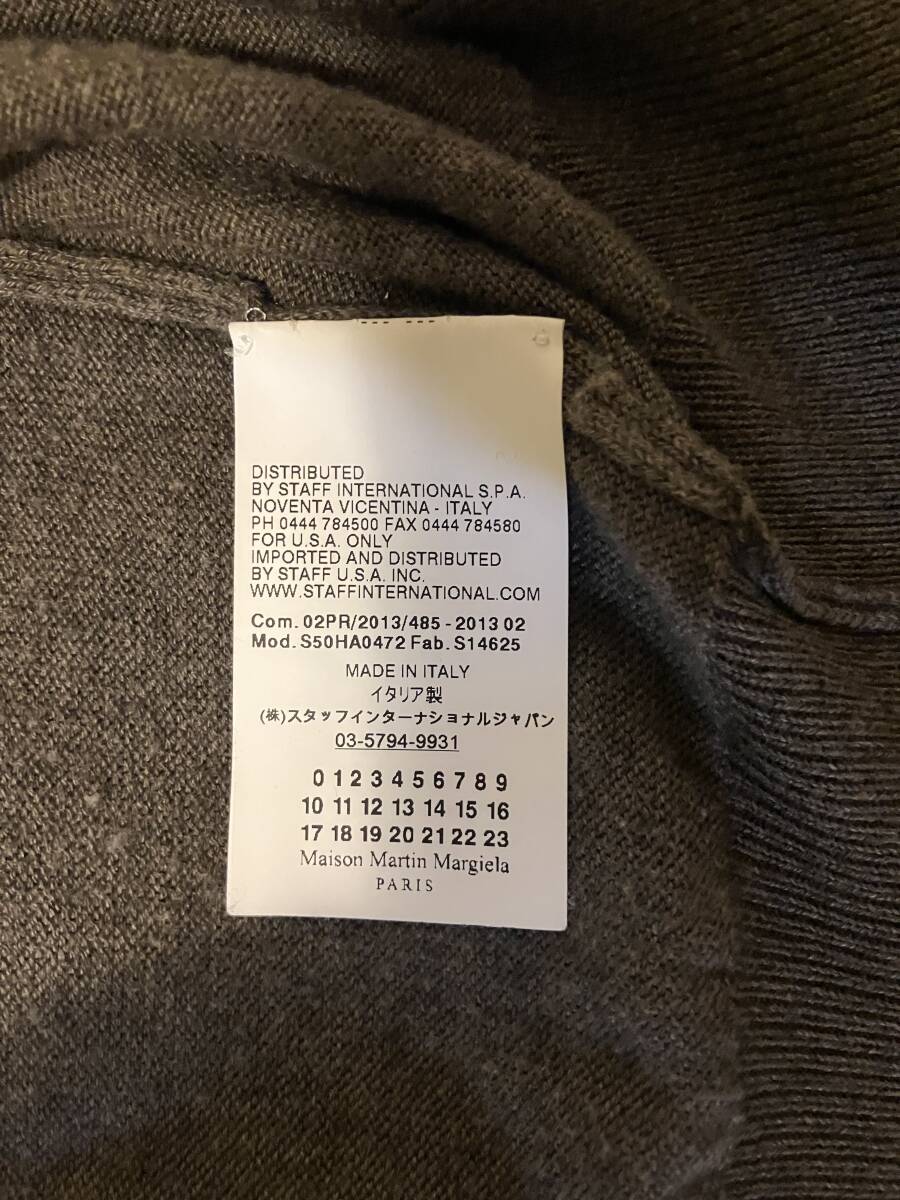 DISTRIBUTED
BY STAFF INTERNATIONAL S.P.A.
NOVENTA VICENTINA - ITALY
PH 0444 784500 FAX 0444 784580
FOR U.S.A. ONLY
IMPORTED AND DISTRIBUTED
BY STAFF U.S.A. INC.
WWW.STAFFINTERNATIONAL.COM
Com. 02PR/2013/485 - 2013 02
Mod. S50HA0472 Fab. S14625
MADE IN ITALY
イタリア製
(株)スタッフインターナショナルジャパン
03-5794-9931
0 1 2 3 4 5 6 7 8 9
10 11 12 13 14 15 16
17 18 19 20 21 22 23
Maison Martin Margiela
PARIS